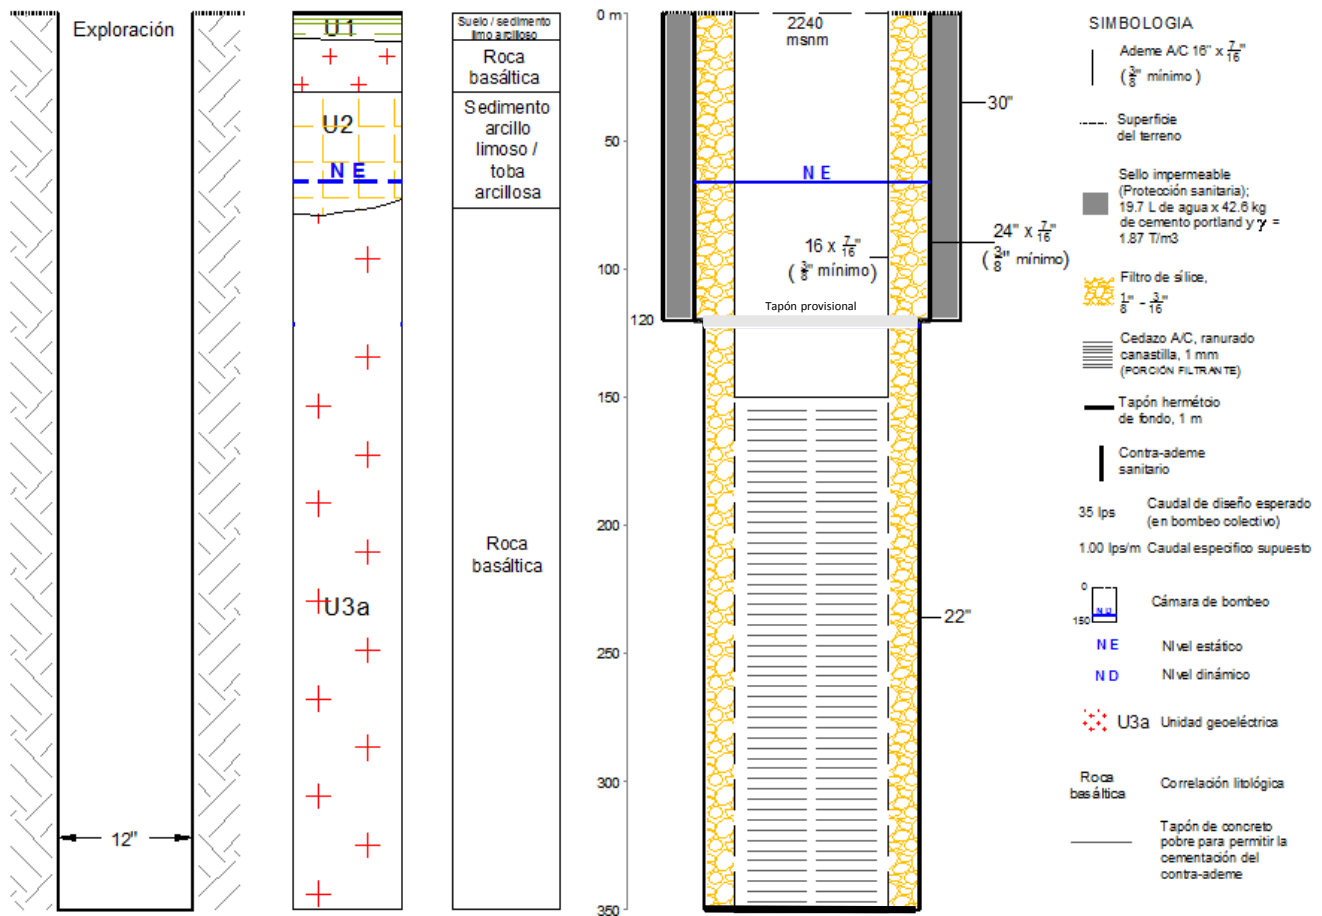 Exploración
12"
U1
U2
N E
U3a
Suelo / sedimento
limo arcilloso
Roca
basáltica
Sedimento
arcillo
limoso /
toba
arcillosa
Roca
basáltica
0 m
50
100
120
150
200
250
300
350
2240
msnm
N E
16 x 7/16"
( 3/8" mínimo)
Tapón provisional
30"
24" x 7/16"
( 3/8" mínimo)
22"
SIMBOLOGIA
Ademe A/C 16" x 7/16"
( 3/8" mínimo )
Superficie
del terreno
Sello impermeable
(Protección sanitaria);
19.7 L de agua x 42.6 kg
de cemento portland y γ =
1.87 T/m3
Filtro de sílice,
1/8" - 3/16"
Cedazo A/C, ranurado
canastilla, 1 mm
(PORCIÓN FILTRANTE)
Tapón hermétcio
de fondo, 1 m
Contra-ademe
sanitario
35 lps Caudal de diseño esperado
(en bombeo colectivo)
1.00 lps/m Caudal especifico supuesto
0
ND
150
Cámara de bombeo
N E Nivel estático
N D Nivel dinámico
U3a Unidad geoeléctrica
Roca
basáltica
Correlación litológica
Tapón de concreto
pobre para permitir la
cementación del
contra-ademe